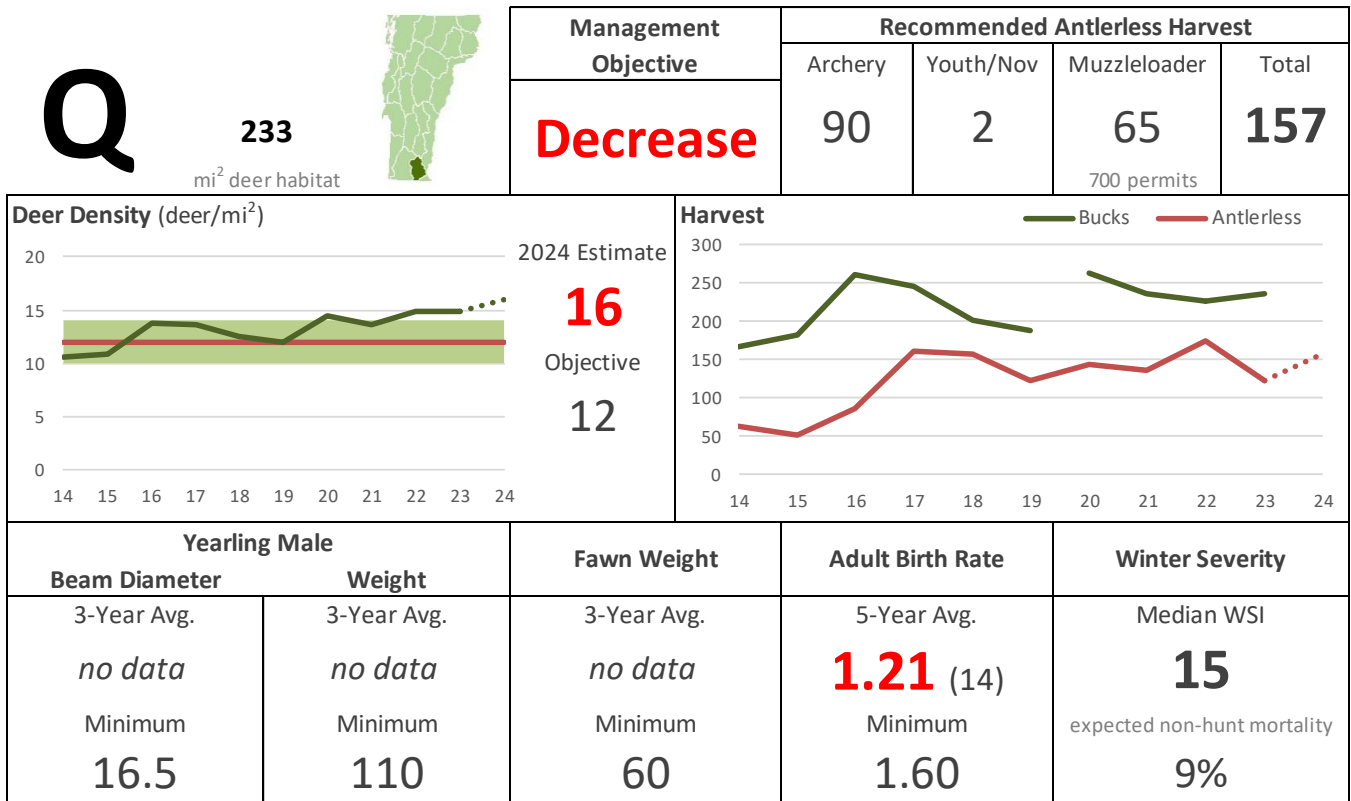 Q
233
mi² deer habitat
Management
Objective
Decrease
Recommended Antlerless Harvest
Archery Youth/Nov Muzzleloader Total
90 2 65 157
700 permits
Deer Density (deer/mi²)
20
15
10
5
0
14 15 16 17 18 19 20 21 22 23 24
2024 Estimate
16
Objective
12
Harvest
Bucks Antlerless
300
250
200
150
100
50
0
14 15 16 17 18 19 20 21 22 23 24
Yearling Male
Beam Diameter Weight
Fawn Weight
Adult Birth Rate
Winter Severity
3-Year Avg. 3-Year Avg. 3-Year Avg. 5-Year Avg. Median WSI
no data no data no data 1.21 (14) 15
Minimum Minimum Minimum Minimum expected non-hunt mortality
16.5 110 60 1.60 9%